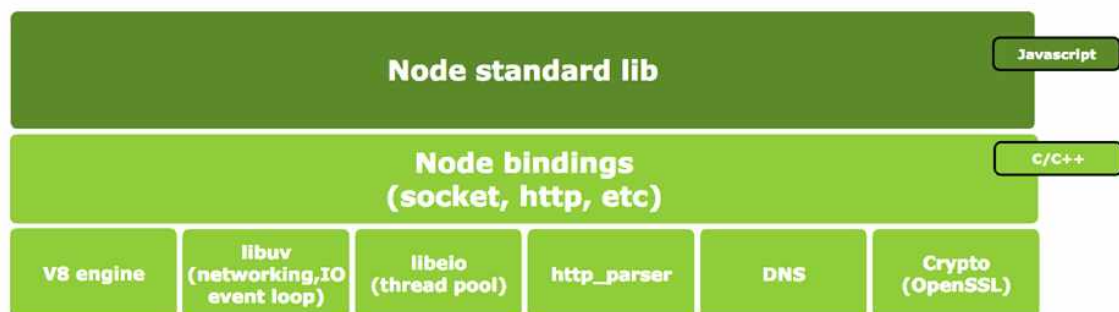 Node standard lib
Javascript
Node bindings
(socket, http, etc)
C/C++
V8 engine
libuv
(networking,IO
event loop)
libeio
(thread pool)
http_parser
DNS
Crypto
(OpenSSL)